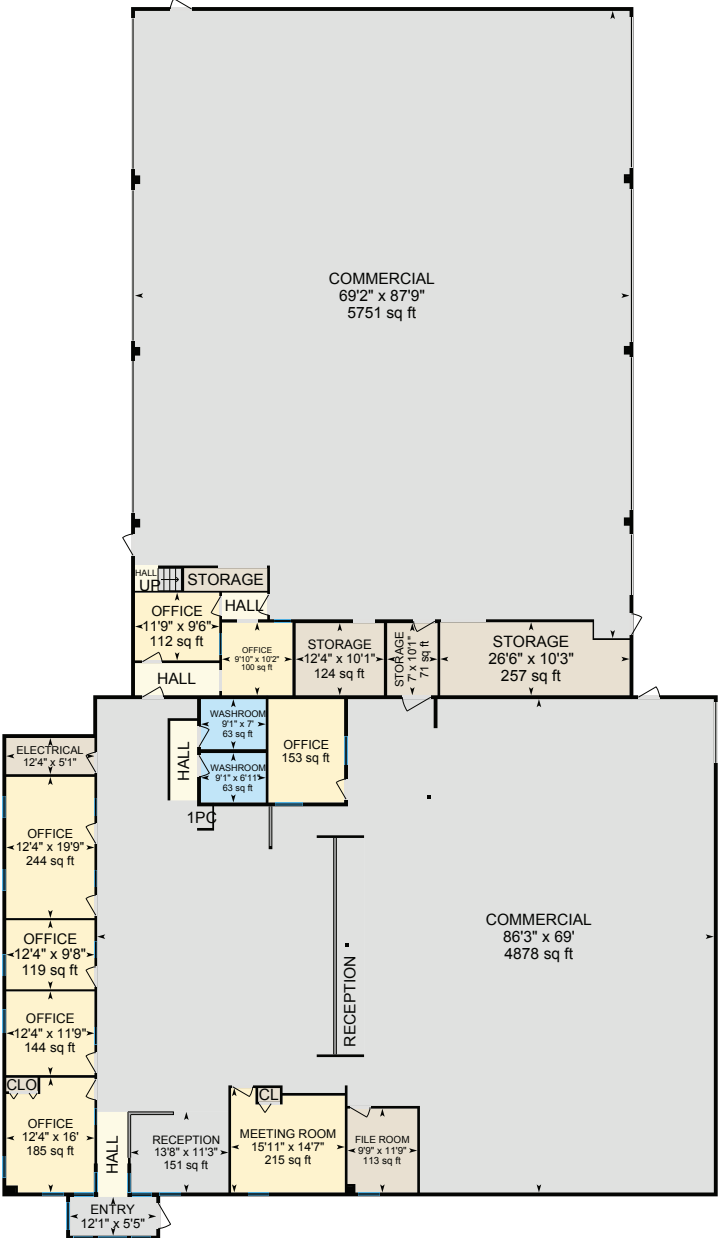 COMMERCIAL
69'2" x 87'9"
5751 sq ft
HALL
UP
STORAGE
HALL
OFFICE
11'9" x 9'6"
112 sq ft
OFFICE
9'10" x 10'2"
100 sq ft
STORAGE
12'4" x 10'1"
124 sq ft
STORAGE
7' x 10'1"
71 sq ft
STORAGE
26'6" x 10'3"
257 sq ft
HALL
WASHROOM
9'1" x 7'
63 sq ft
HALL
OFFICE
153 sq ft
WASHROOM
9'1" x 6'11"
63 sq ft
1PC
ELECTRICAL
12'4" x 5'1"
OFFICE
12'4" x 19'9"
244 sq ft
OFFICE
12'4" x 9'8"
119 sq ft
OFFICE
12'4" x 11'9"
144 sq ft
CLO
OFFICE
12'4" x 16'
185 sq ft
COMMERCIAL
86'3" x 69'
4878 sq ft
RECEPTION
HALL
RECEPTION
13'8" x 11'3"
151 sq ft
CL
MEETING ROOM
15'11" x 14'7"
215 sq ft
FILE ROOM
9'9" x 11'9"
113 sq ft
ENTRY
12'1" x 5'5"